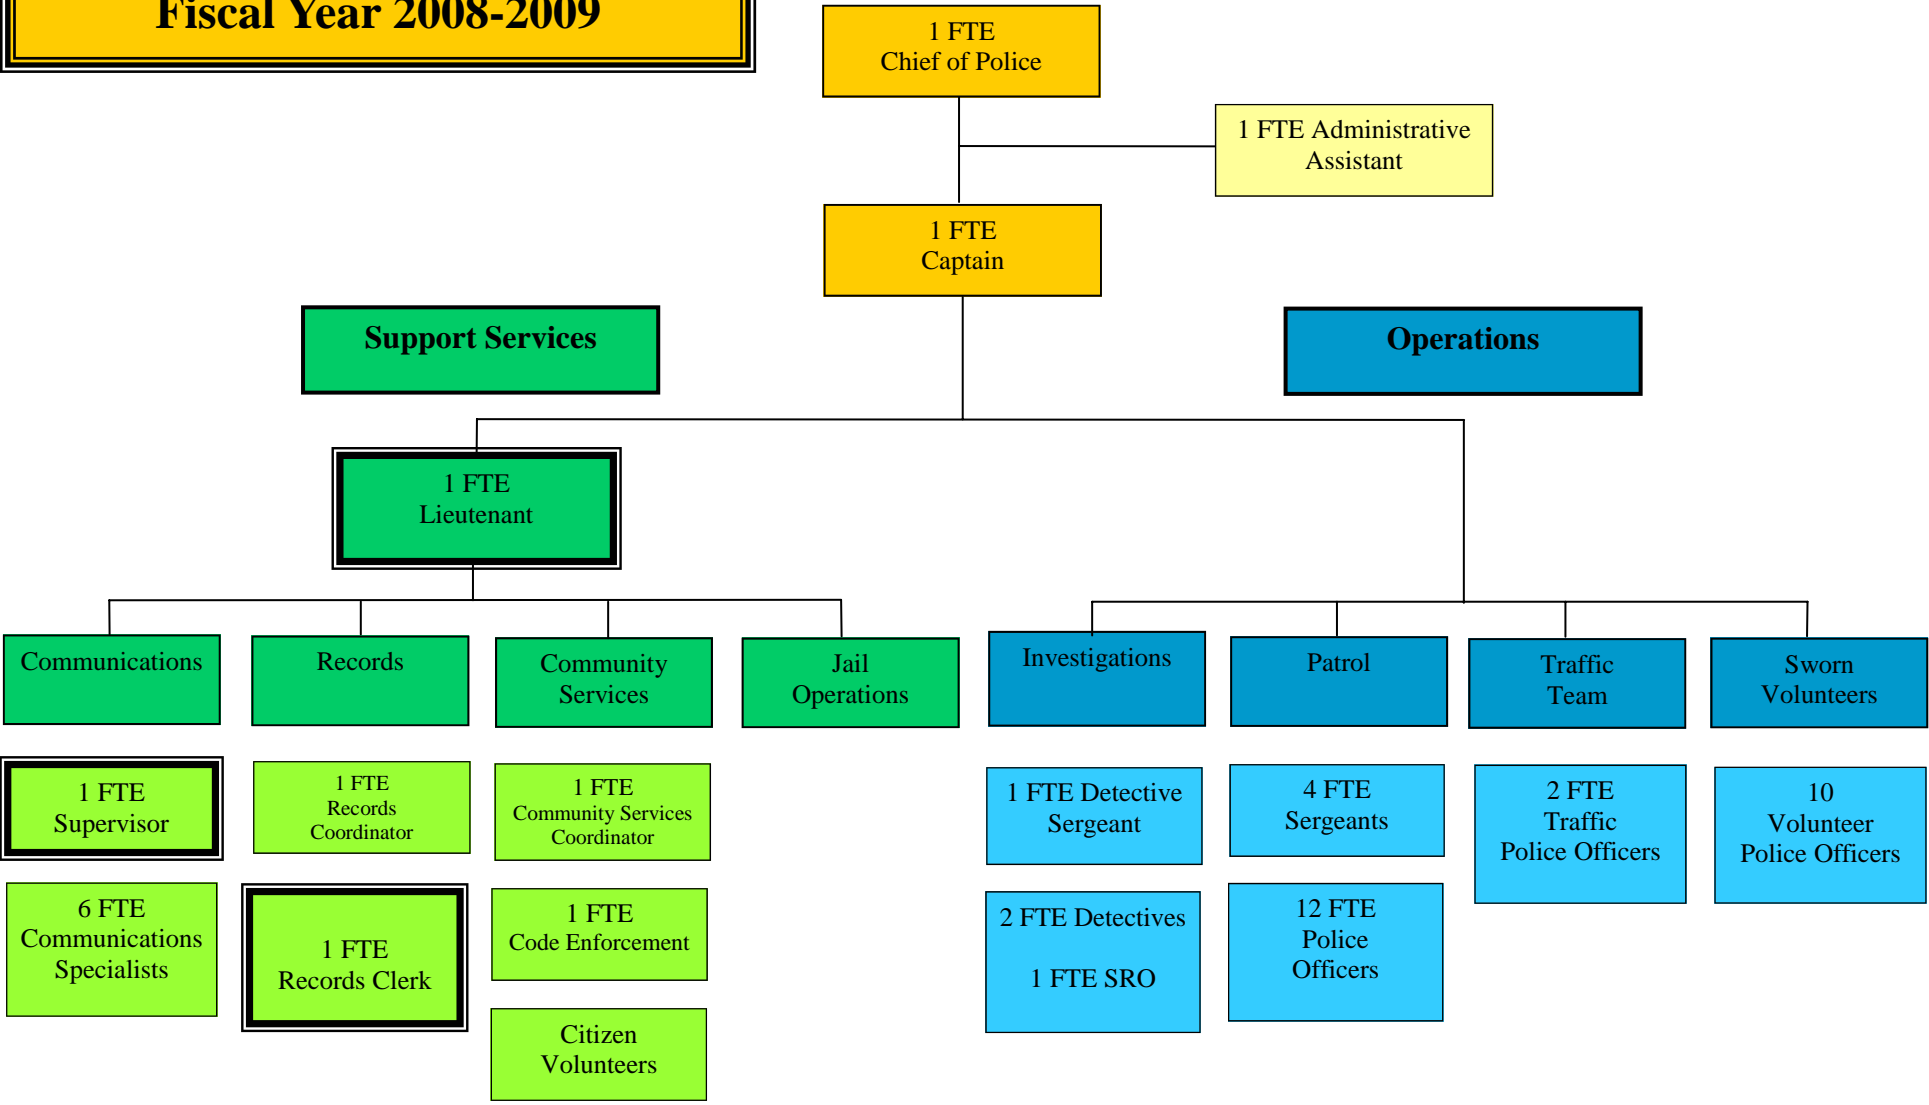 Fiscal Year 2008-2009
1 FTE
Chief of Police
1 FTE Administrative
Assistant
1 FTE
Captain
Support Services
Operations
1 FTE
Lieutenant
Communications
Records
Community
Services
Jail
Operations
Investigations
Patrol
Traffic
Team
Sworn
Volunteers
1 FTE
Supervisor
1 FTE
Records
Coordinator
1 FTE
Community Services
Coordinator
1 FTE Detective
Sergeant
4 FTE
Sergeants
2 FTE
Traffic
Police Officers
10
Volunteer
Police Officers
6 FTE
Communications
Specialists
1 FTE
Records Clerk
1 FTE
Code Enforcement
2 FTE Detectives
1 FTE SRO
12 FTE
Police
Officers
Citizen
Volunteers